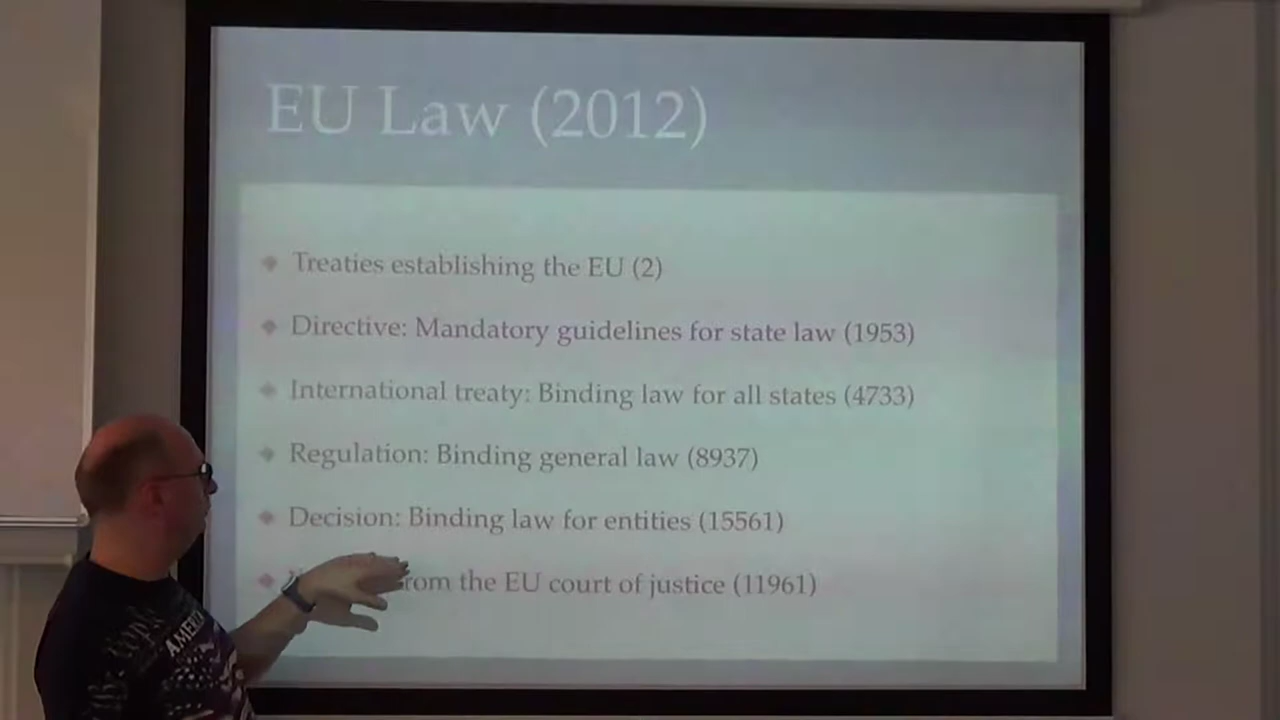 EU Law (2012)
Treaties establishing the EU (2)
Directive: Mandatory guidelines for state law (1953)
International treaty: Binding law for all states (4733)
Regulation: Binding general law (8937)
Decision: Binding law for entities (15561)
from the EU court of justice (11961)
AMERI